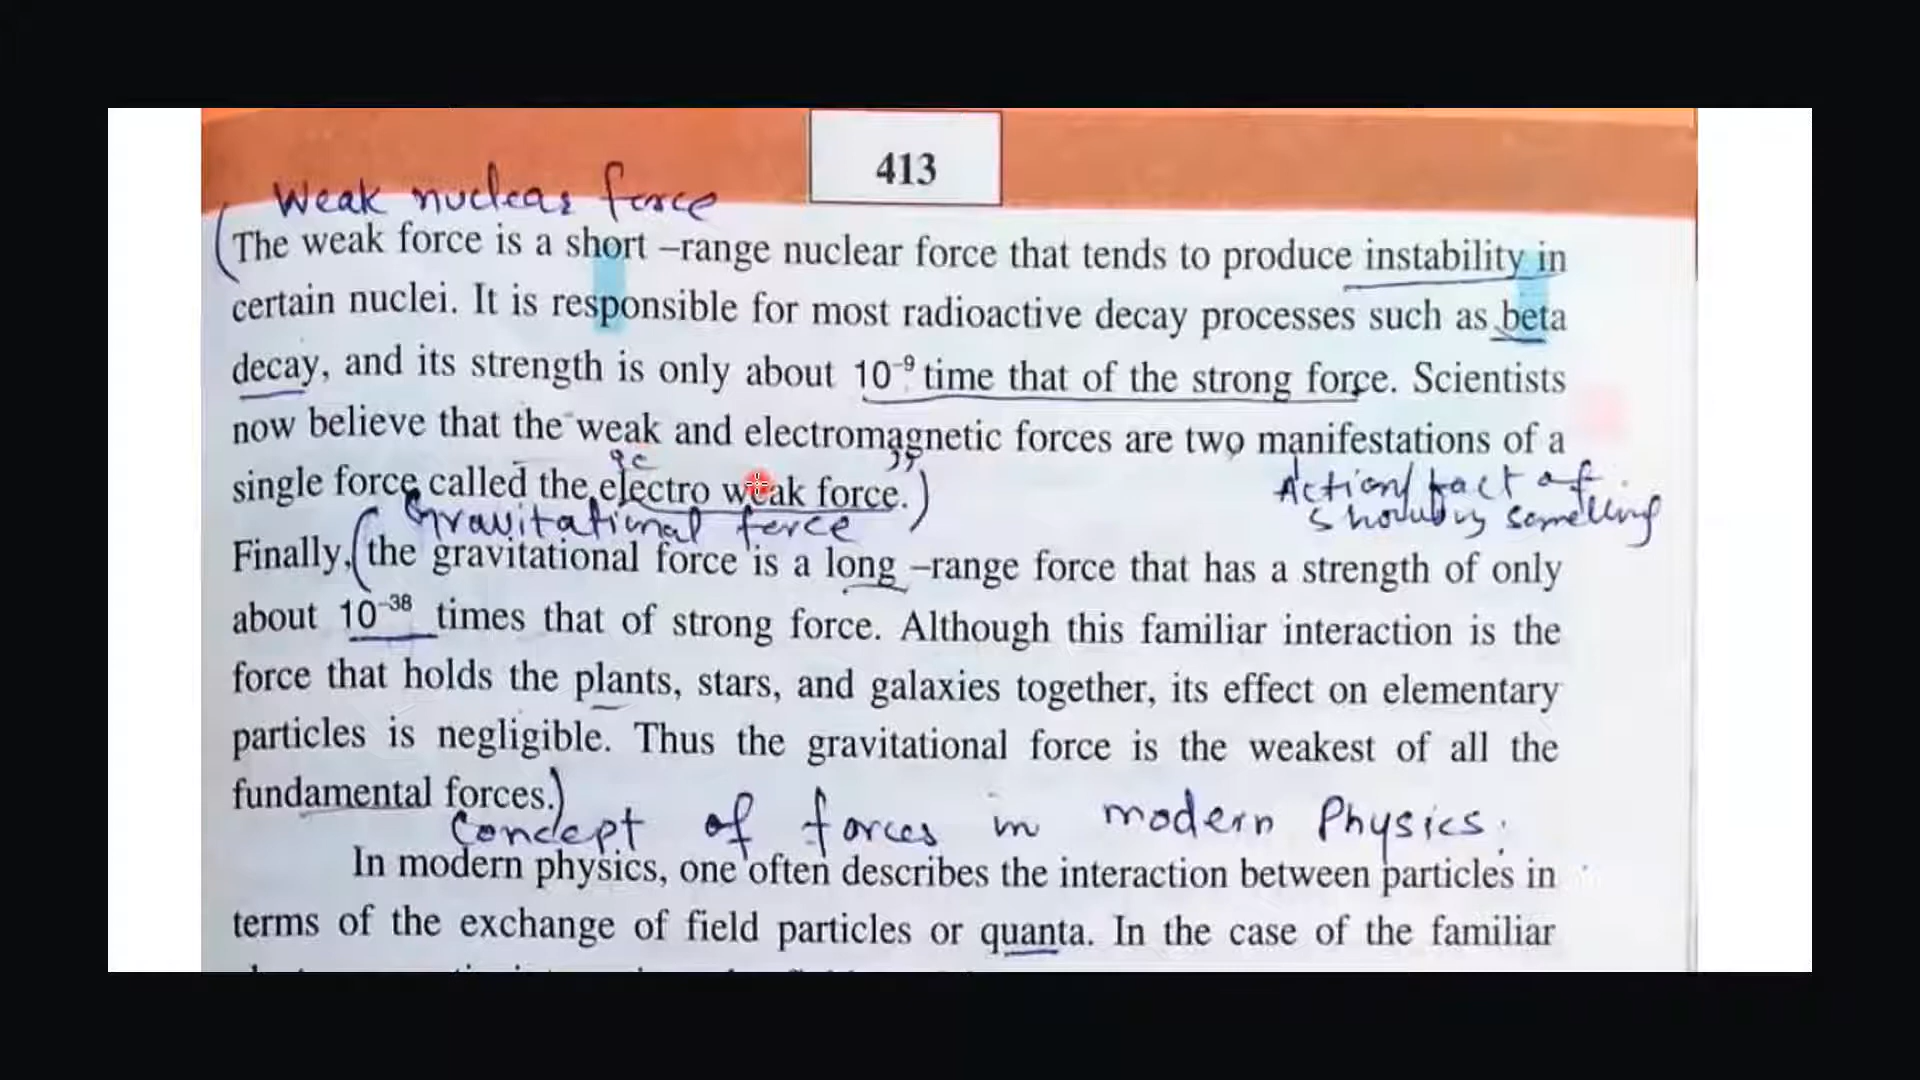 413
Weak nuclear force
(The weak force is a short –range nuclear force that tends to produce instability in
certain nuclei. It is responsible for most radioactive decay processes such as beta
decay, and its strength is only about 10⁻⁹ time that of the strong force. Scientists
now believe that the weak and electromagnetic forces are two manifestations of a
single force called the electro weak force.)
Action/fact of
showing something
Gravitational force
Finally, (the gravitational force is a long –range force that has a strength of only
about 10⁻³⁸ times that of strong force. Although this familiar interaction is the
force that holds the plants, stars, and galaxies together, its effect on elementary
particles is negligible. Thus the gravitational force is the weakest of all the
fundamental forces.)
Concept of forces in modern Physics.
In modern physics, one often describes the interaction between particles in
terms of the exchange of field particles or quanta. In the case of the familiar